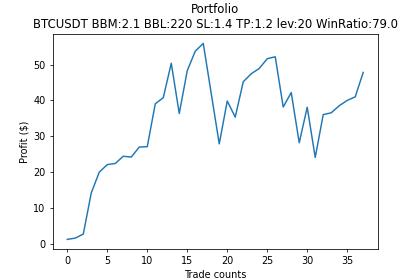 Portfolio
BTCUSDT BBM:2.1 BBL:220 SL:1.4 TP:1.2 lev:20 WinRatio:79.0
50
40
30
20
10
0
Profit ($)
0 5 10 15 20 25 30 35
Trade counts